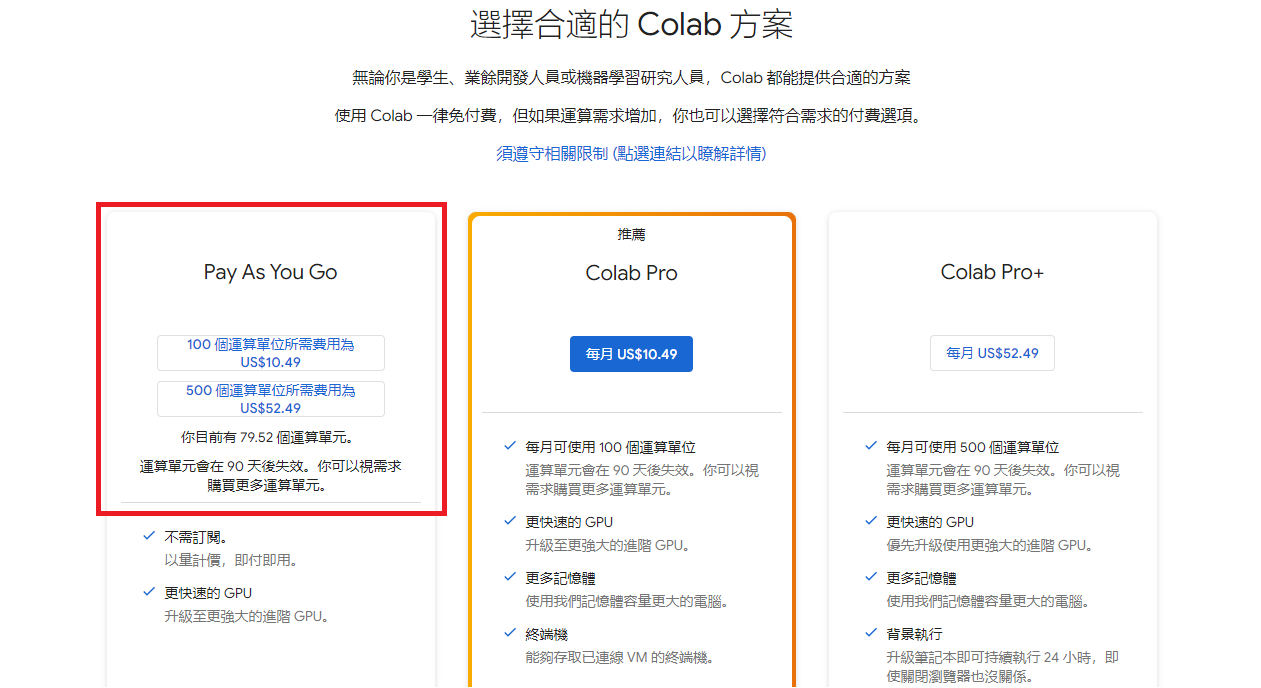 選擇合適的 Colab 方案
無論你是學生、業餘開發人員或機器學習研究人員，Colab 都能提供合適的方案
使用 Colab 一律免付費，但如果運算需求增加，你也可以選擇符合需求的付費選項。
須遵守相關限制 (點選連結以瞭解詳情)
Pay As You Go
100 個運算單位所需費用為
US$10.49
500 個運算單位所需費用為
US$52.49
你目前有 79.52 個運算單元。
運算單元會在 90 天後失效。你可以視需求
購買更多運算單元。
不需訂閱。
以量計價，即付即用。
更快速的 GPU
升級至更強大的進階 GPU。
推薦
Colab Pro
每月 US$10.49
每月可使用 100 個運算單位
運算單元會在 90 天後失效。你可以視
需求購買更多運算單元。
更快速的 GPU
升級至更強大的進階 GPU。
更多記憶體
使用我們記憶體容量更大的電腦。
終端機
能夠存取已連線 VM 的終端機。
Colab Pro+
每月 US$52.49
每月可使用 500 個運算單位
運算單元會在 90 天後失效。你可以視
需求購買更多運算單元。
更快速的 GPU
優先升級使用更強大的進階 GPU。
更多記憶體
使用我們記憶體容量更大的電腦。
背景執行
升級筆記本即可持續執行 24 小時，即
使關閉瀏覽器也沒關係。